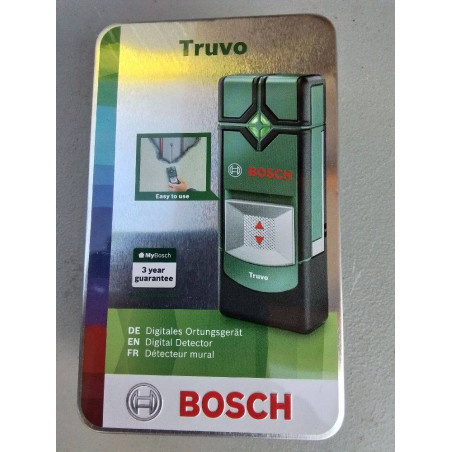 Truvo
BOSCH
Easy to use
Truvo
MyBosch
3 year
guarantee
DE Digitales Ortungsgerät
EN Digital Detector
FR Détecteur mural
BOSCH